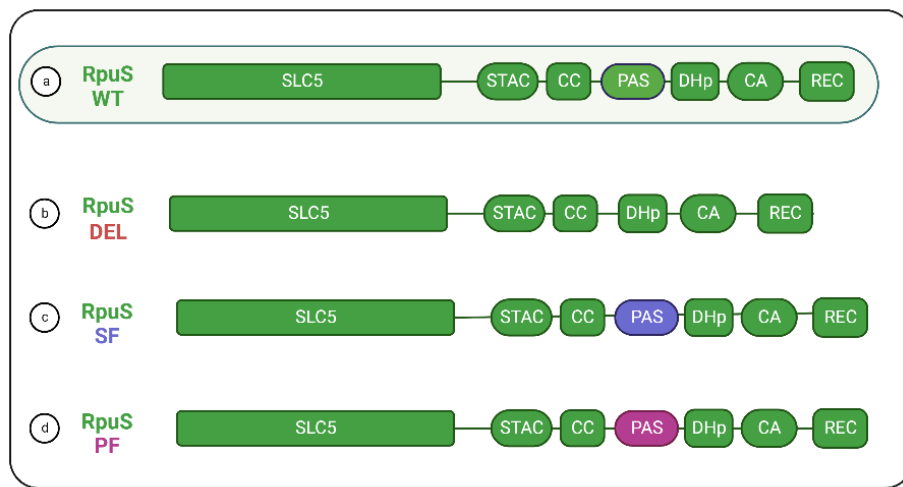 a RpuS WT SLC5 STAC CC PAS DHp CA REC
b RpuS DEL SLC5 STAC CC DHp CA REC
c RpuS SF SLC5 STAC CC PAS DHp CA REC
d RpuS PF SLC5 STAC CC PAS DHp CA REC